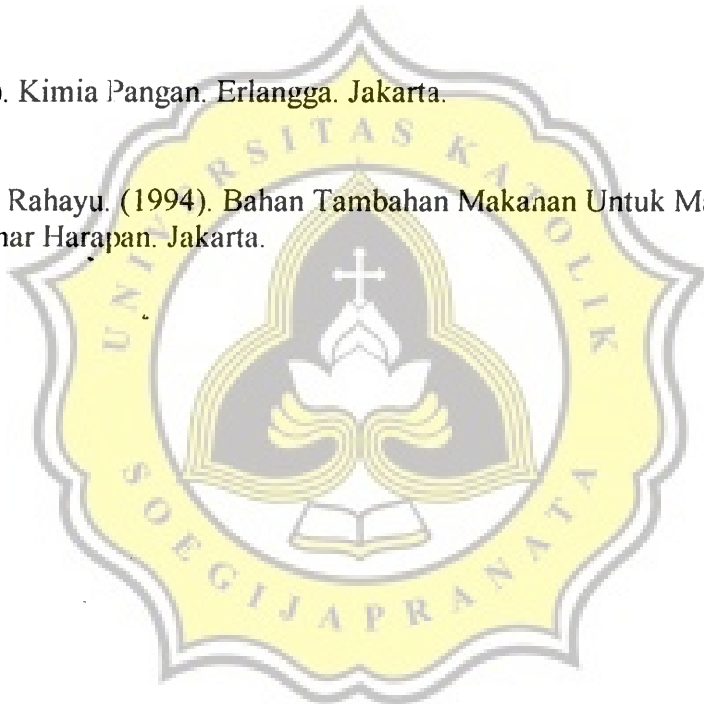 ). Kimia Pangan. Erlangga. Jakarta.
Rahayu. (1994). Bahan Tambahan Makanan Untuk Ma
nar Harapan. Jakarta.
UNIVERSITAS KATOLIK
SOEGIJAPRANATA